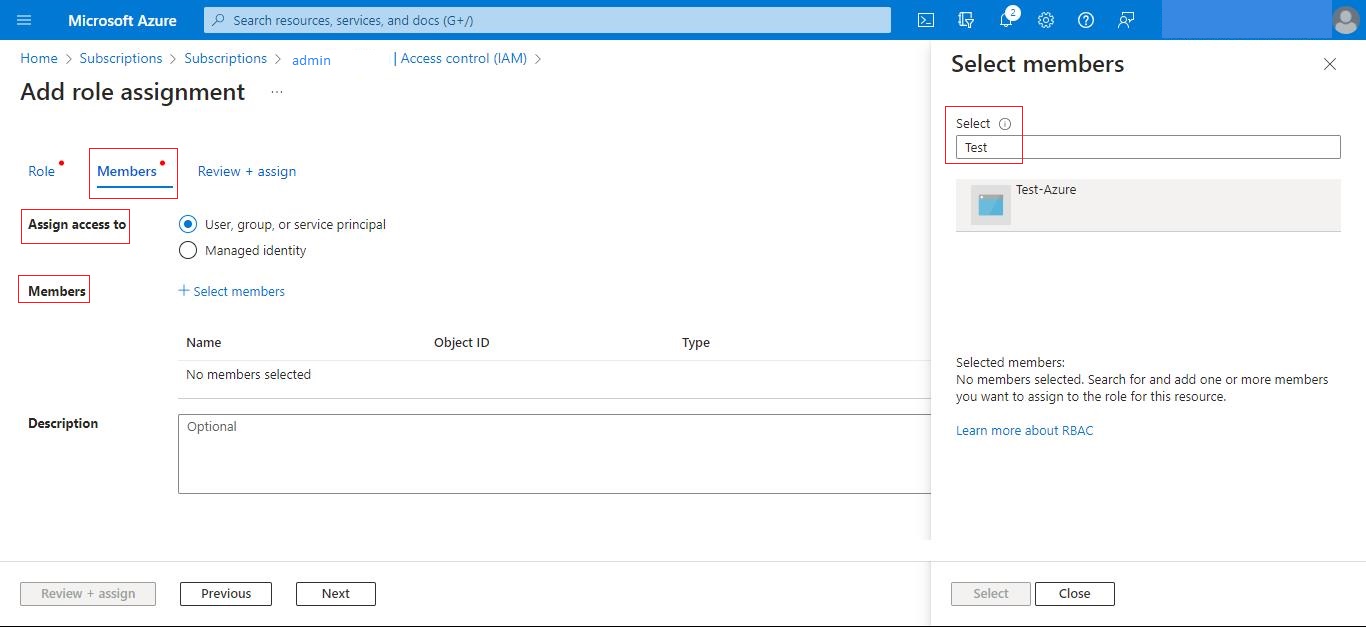 Microsoft Azure
Search resources, services, and docs (G+/)
2
Home > Subscriptions > Subscriptions > admin | Access control (IAM) >
Add role assignment ...
Role
Members
Review + assign
Assign access to
User, group, or service principal
Managed identity
Members
+ Select members
Name Object ID Type
No members selected
Description
Optional
Review + assign
Previous
Next
Select members
Select
Test
Test-Azure
Selected members:
No members selected. Search for and add one or more members
you want to assign to the role for this resource.
Learn more about RBAC
Select
Close